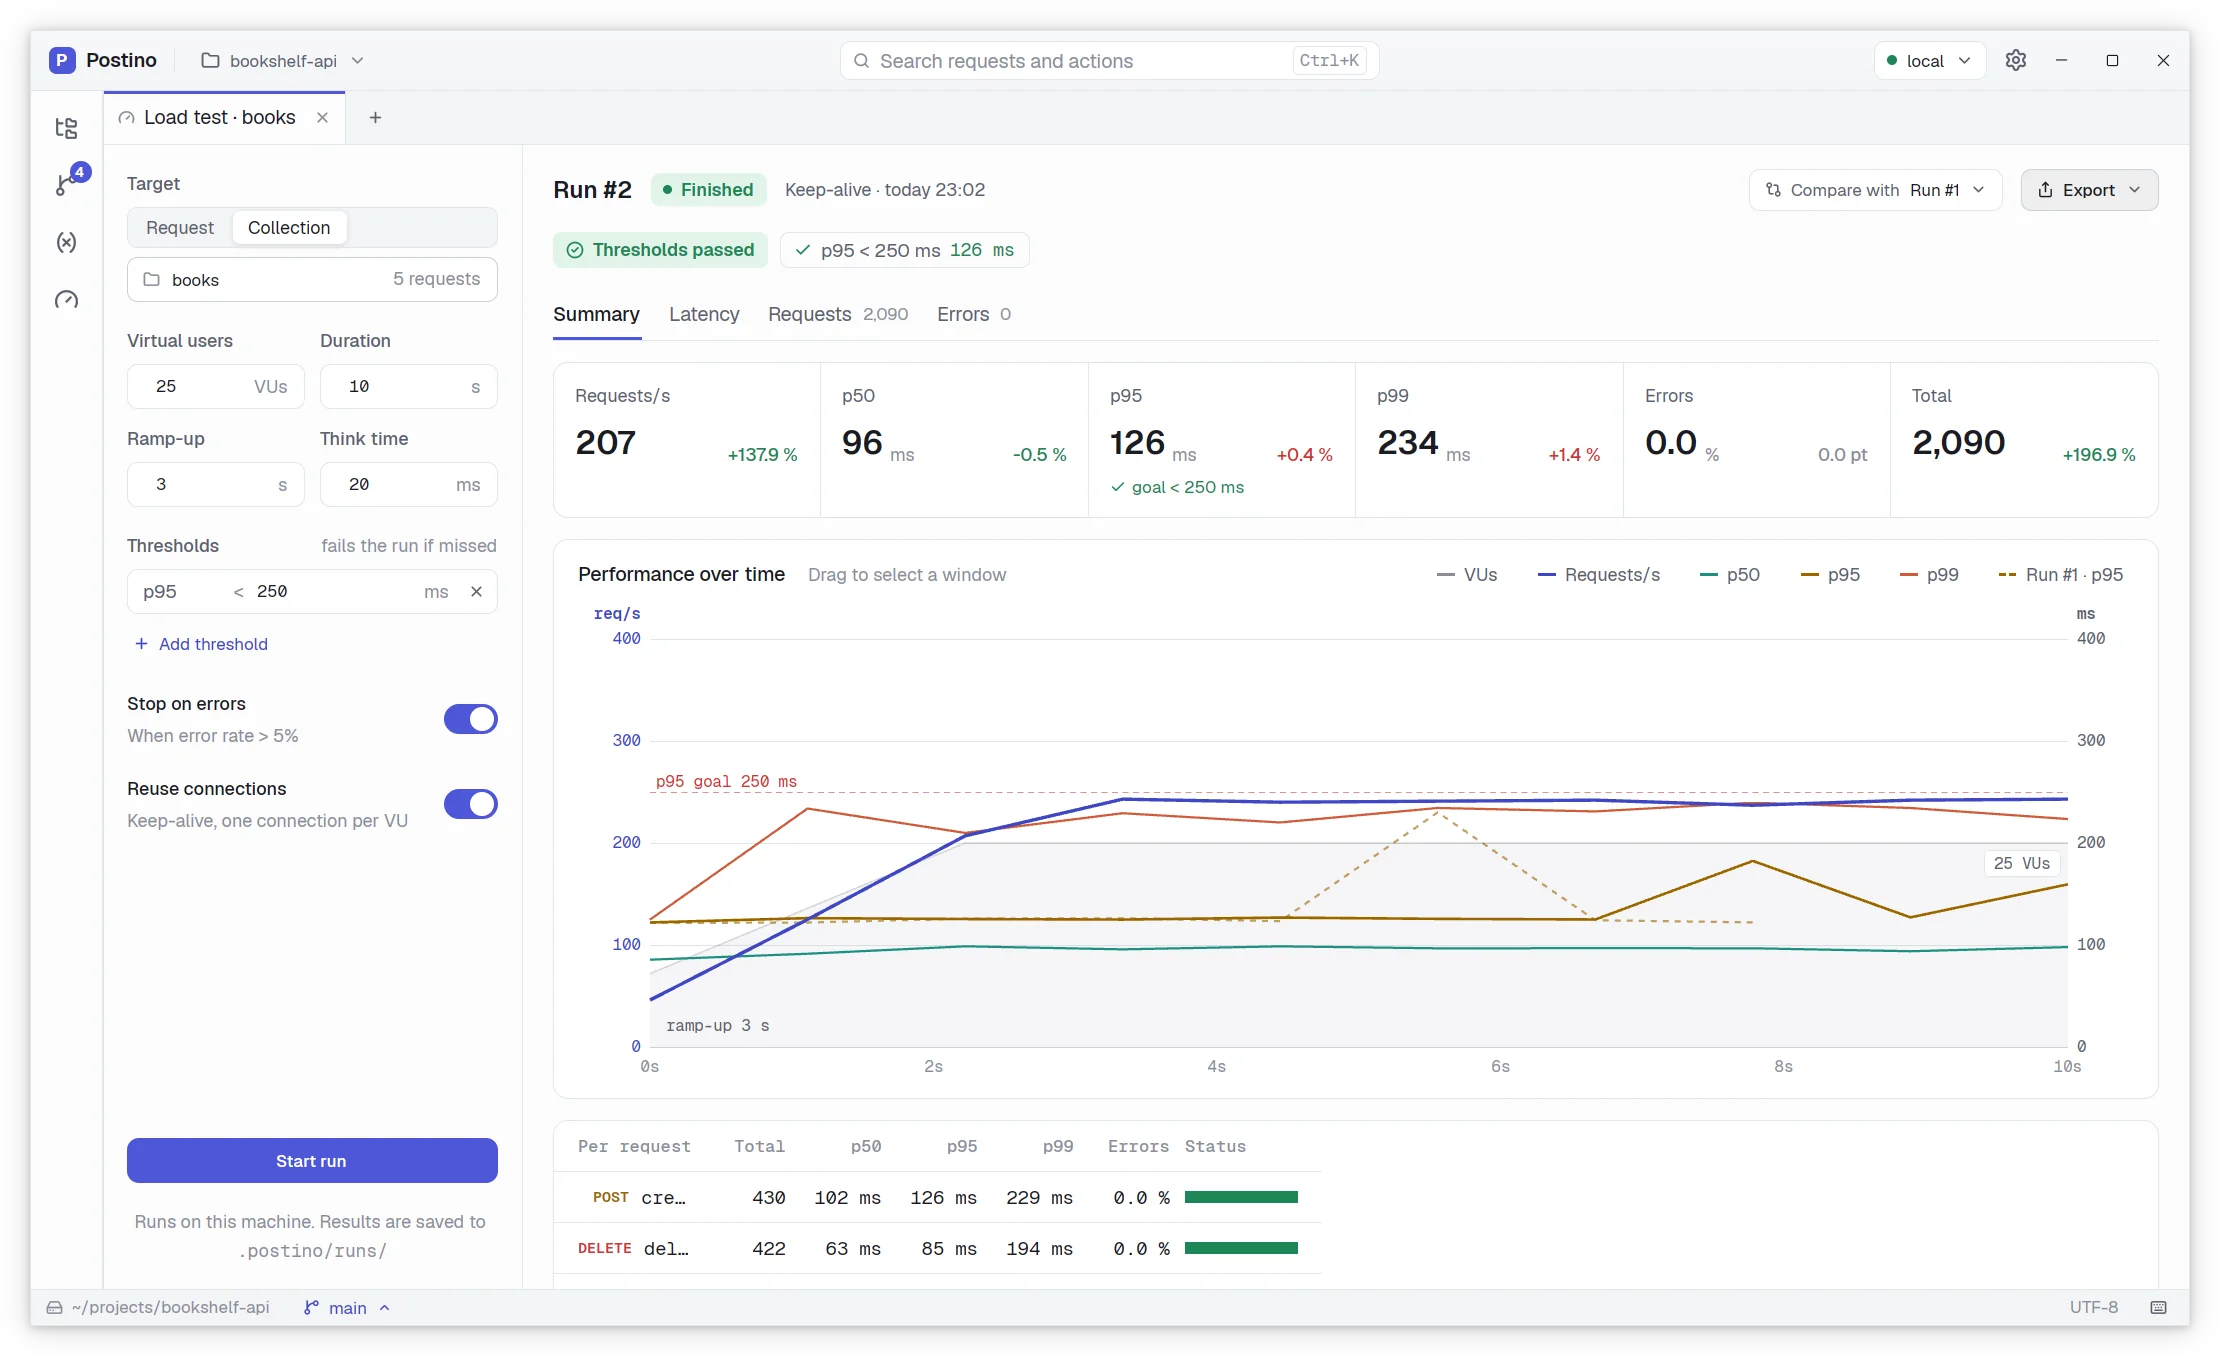 P Postino bookshelf-api Search requests and actions Ctrl+K local
Load test · books
4
Target
Request Collection
books 5 requests
Virtual users Duration
25 VUs 10 s
Ramp-up Think time
3 s 20 ms
Thresholds fails the run if missed
p95 < 250 ms
Add threshold
Stop on errors
When error rate > 5%
Reuse connections
Keep-alive, one connection per VU
Start run
Runs on this machine. Results are saved to
.postino/runs/
Run #2 Finished Keep-alive · today 23:02 Compare with Run #1 Export
Thresholds passed p95 < 250 ms 126 ms
Summary Latency Requests 2,090 Errors 0
Requests/s p50 p95 p99 Errors Total
207 +137.9 % 96 ms -0.5 % 126 ms +0.4 % 234 ms +1.4 % 0.0 % 0.0 pt 2,090 +196.9 %
goal < 250 ms
Performance over time Drag to select a window VUs Requests/s p50 p95 p99 Run #1 · p95
req/s ms
400 400
300 300
p95 goal 250 ms
200 200
25 VUs
100 100
ramp-up 3 s
0 0
0s 2s 4s 6s 8s 10s
Per request Total p50 p95 p99 Errors Status
POST cre… 430 102 ms 126 ms 229 ms 0.0 %
DELETE del… 422 63 ms 85 ms 194 ms 0.0 %
~/projects/bookshelf-api main UTF-8